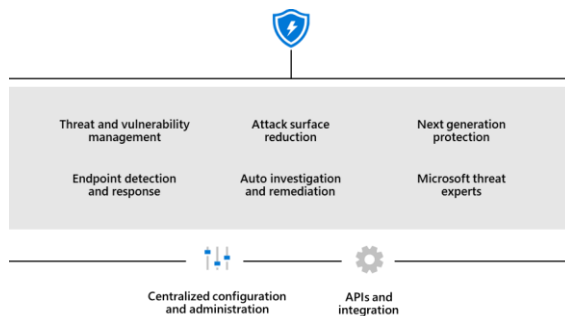 Threat and vulnerability
management
Attack surface
reduction
Next generation
protection
Endpoint detection
and response
Auto investigation
and remediation
Microsoft threat
experts
Centralized configuration
and administration
APIs and
integration